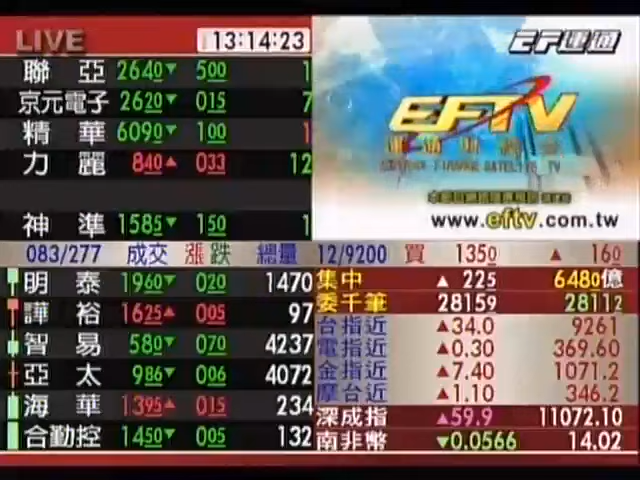 LIVE 13:14:23
聯亞 2640▼ 500 1
京元電子 2620▼ 015 7
精華 6090▼ 100 1
力麗 840▲ 033 12
神準 1585▼ 150 1
EF運通
EFTV
www.eftv.com.tw
083/277 成交 漲跌 總量
12/9200 買 1350 ▲ 160
明泰 1960▼ 020 1470
譁裕 1625▲ 005 97
智易 580▼ 070 4237
亞太 986▼ 006 4072
海華 1395▲ 015 234
合勤控 1450▼ 005 132
集中 ▲ 225 6480億
委千筆 28159 28112
台指近 ▲34.0 9261
電指近 ▲0.30 369.60
金指近 ▲7.40 1071.2
摩台近 ▲1.10 346.2
深成指 ▲59.9 11072.10
南非幣 ▼0.0566 14.02